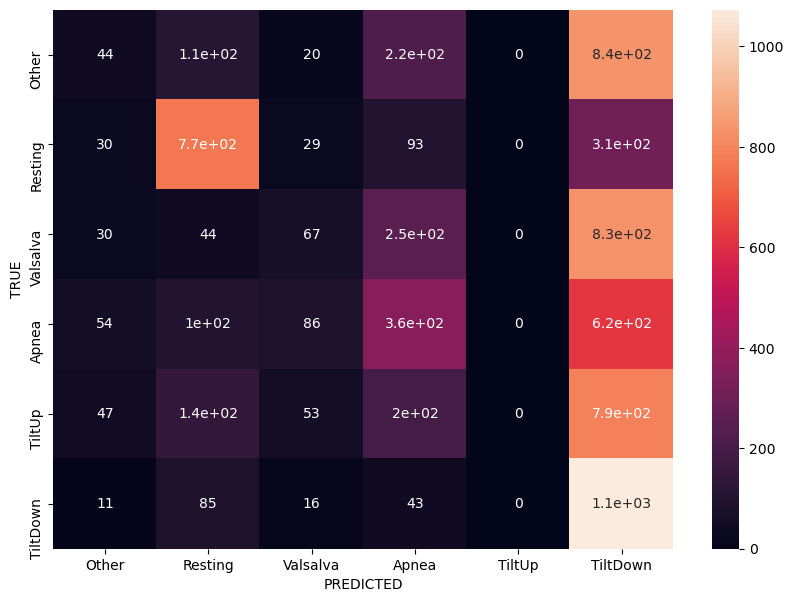 Other 44 1.1e+02 20 2.2e+02 0 8.4e+02
Resting 30 7.7e+02 29 93 0 3.1e+02
Valsalva 30 44 67 2.5e+02 0 8.3e+02
Apnea 54 1e+02 86 3.6e+02 0 6.2e+02
TiltUp 47 1.4e+02 53 2e+02 0 7.9e+02
TiltDown 11 85 16 43 0 1.1e+03
TRUE
Other Resting Valsalva Apnea TiltUp TiltDown
PREDICTED
1000
800
600
400
200
0